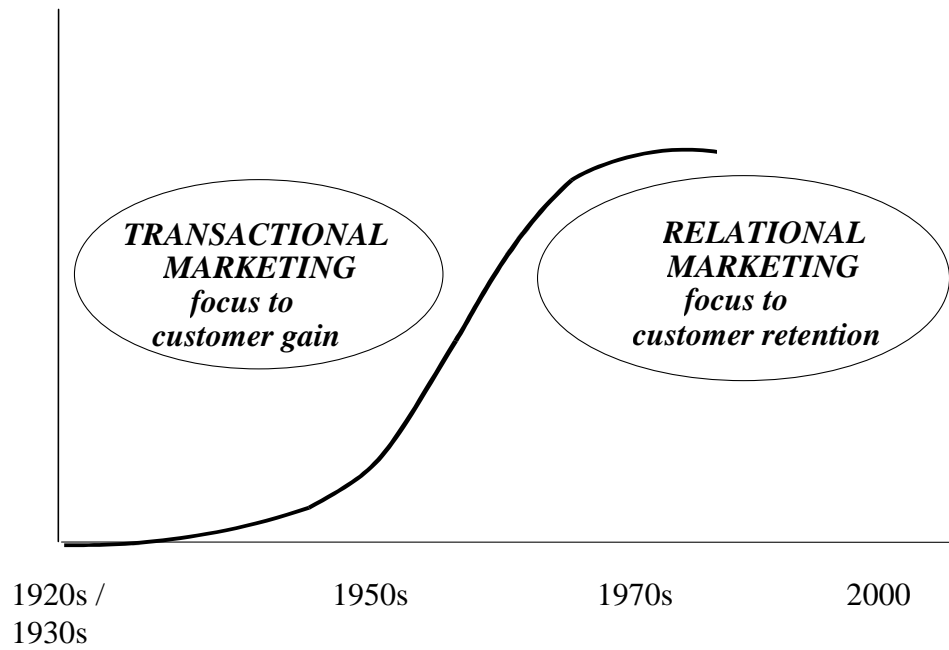 TRANSACTIONAL
MARKETING
focus to
customer gain
RELATIONAL
MARKETING
focus to
customer retention
1920s /
1930s
1950s
1970s
2000